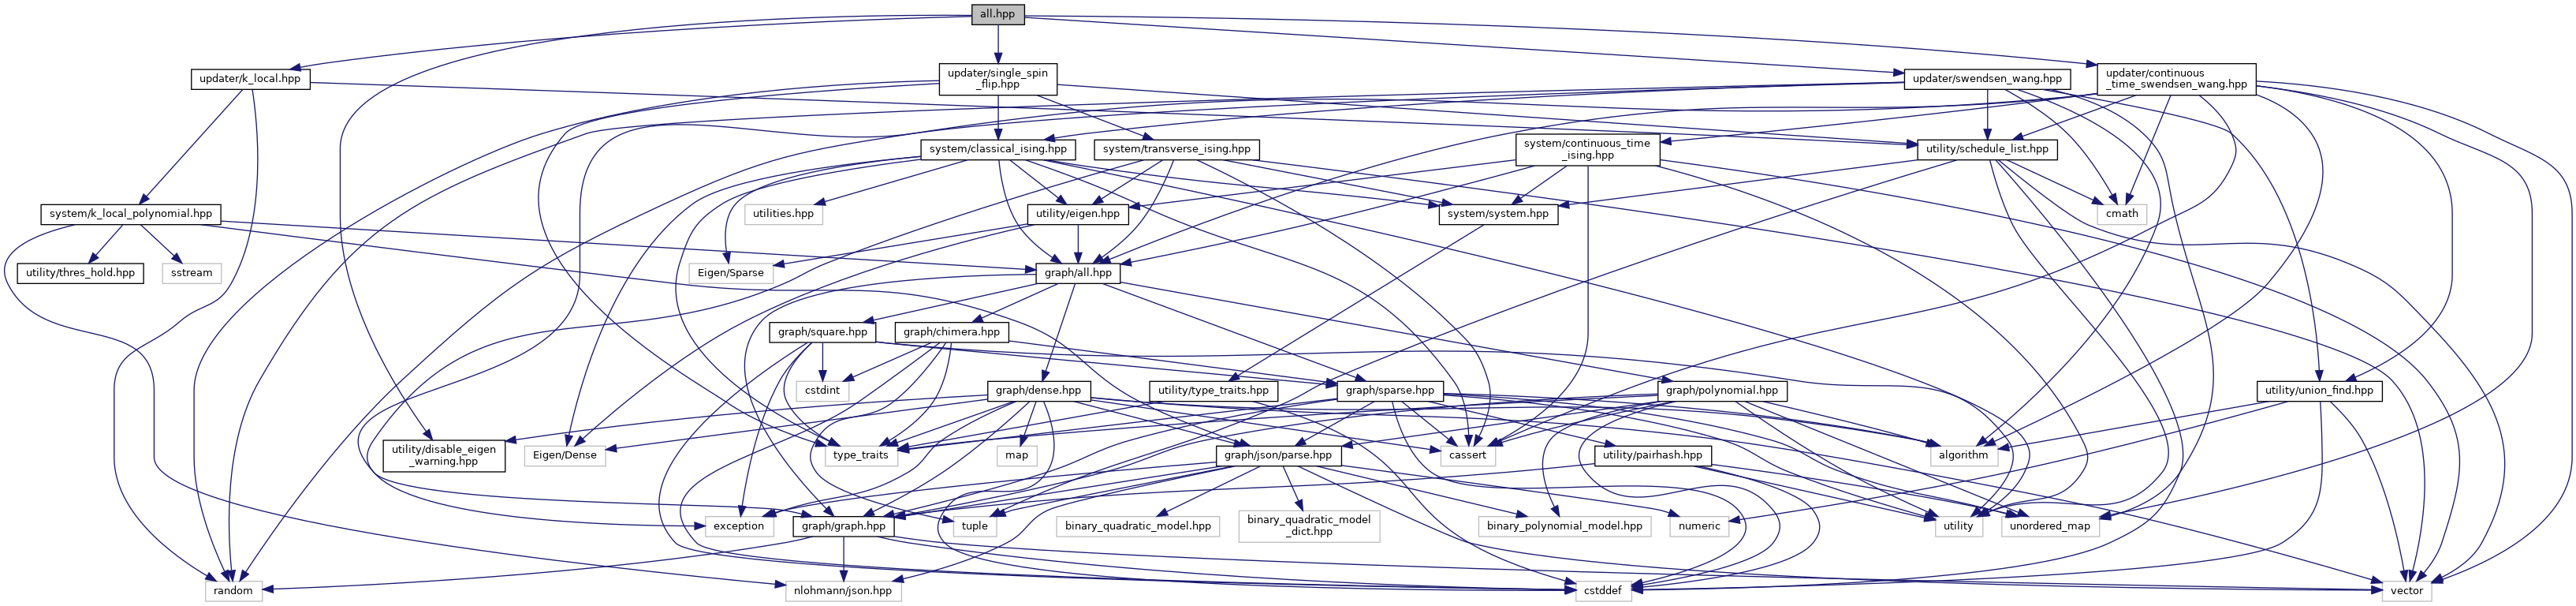 all.hpp
updater/k_local.hpp
updater/single_spin
_flip.hpp
updater/swendsen_wang.hpp
updater/continuous
_time_swendsen_wang.hpp
system/classical_ising.hpp
system/transverse_ising.hpp
system/continuous_time
_ising.hpp
utility/schedule_list.hpp
system/k_local_polynomial.hpp
utilities.hpp
utility/eigen.hpp
system/system.hpp
cmath
utility/thres_hold.hpp
sstream
Eigen/Sparse
graph/all.hpp
graph/square.hpp
graph/chimera.hpp
cstdint
graph/dense.hpp
utility/type_traits.hpp
graph/sparse.hpp
graph/polynomial.hpp
utility/union_find.hpp
utility/disable_eigen
_warning.hpp
Eigen/Dense
type_traits
map
graph/json/parse.hpp
cassert
utility/pairhash.hpp
algorithm
exception
graph/graph.hpp
tuple
binary_quadratic_model.hpp
binary_quadratic_model
_dict.hpp
binary_polynomial_model.hpp
numeric
utility
unordered_map
random
nlohmann/json.hpp
cstddef
vector